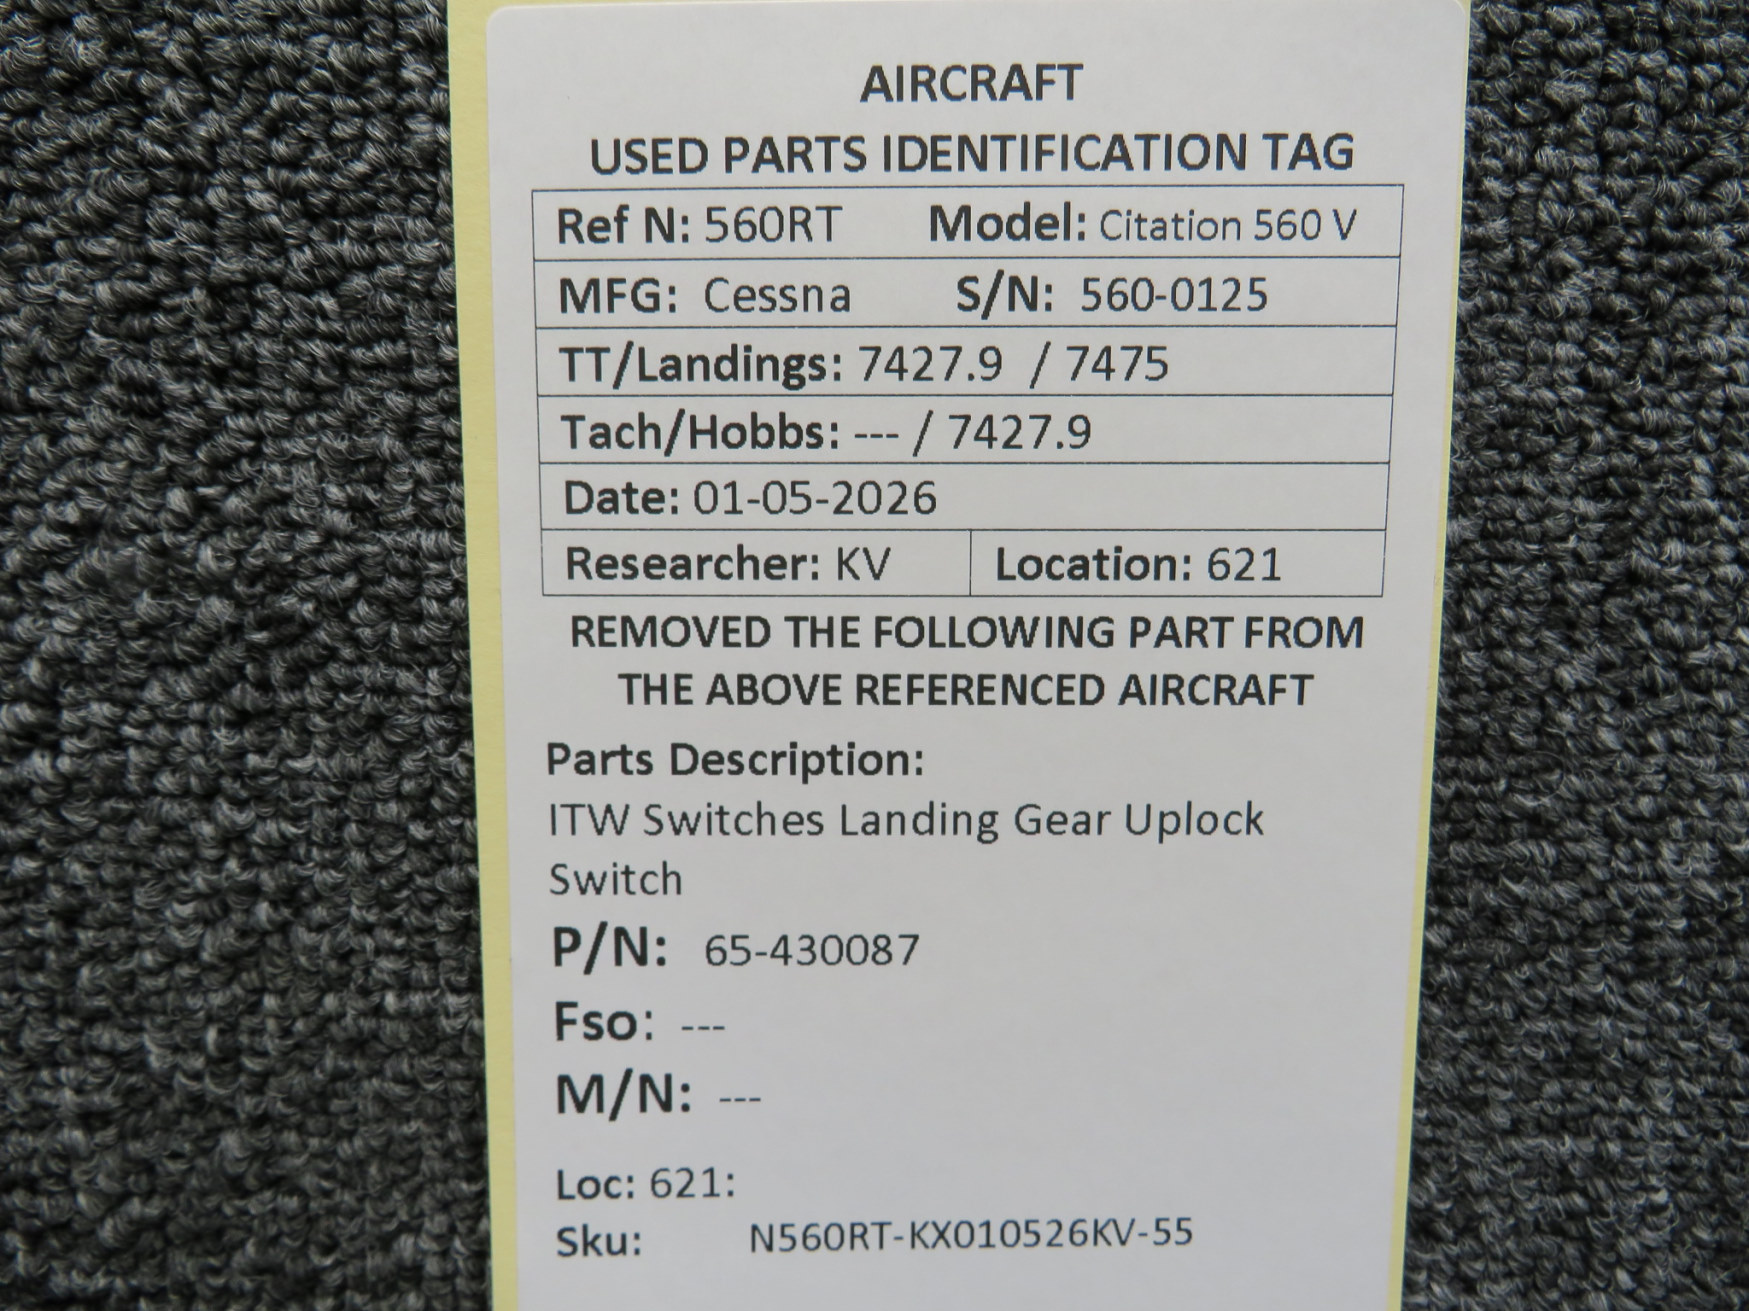 AIRCRAFT
USED PARTS IDENTIFICATION TAG
Ref N: 560RT Model: Citation 560 V
MFG: Cessna S/N: 560-0125
TT/Landings: 7427.9 / 7475
Tach/Hobbs: --- / 7427.9
Date: 01-05-2026
Researcher: KV Location: 621
REMOVED THE FOLLOWING PART FROM
THE ABOVE REFERENCED AIRCRAFT
Parts Description:
ITW Switches Landing Gear Uplock
Switch
P/N: 65-430087
Fso: ---
M/N: ---
Loc: 621:
Sku: N560RT-KX010526KV-55